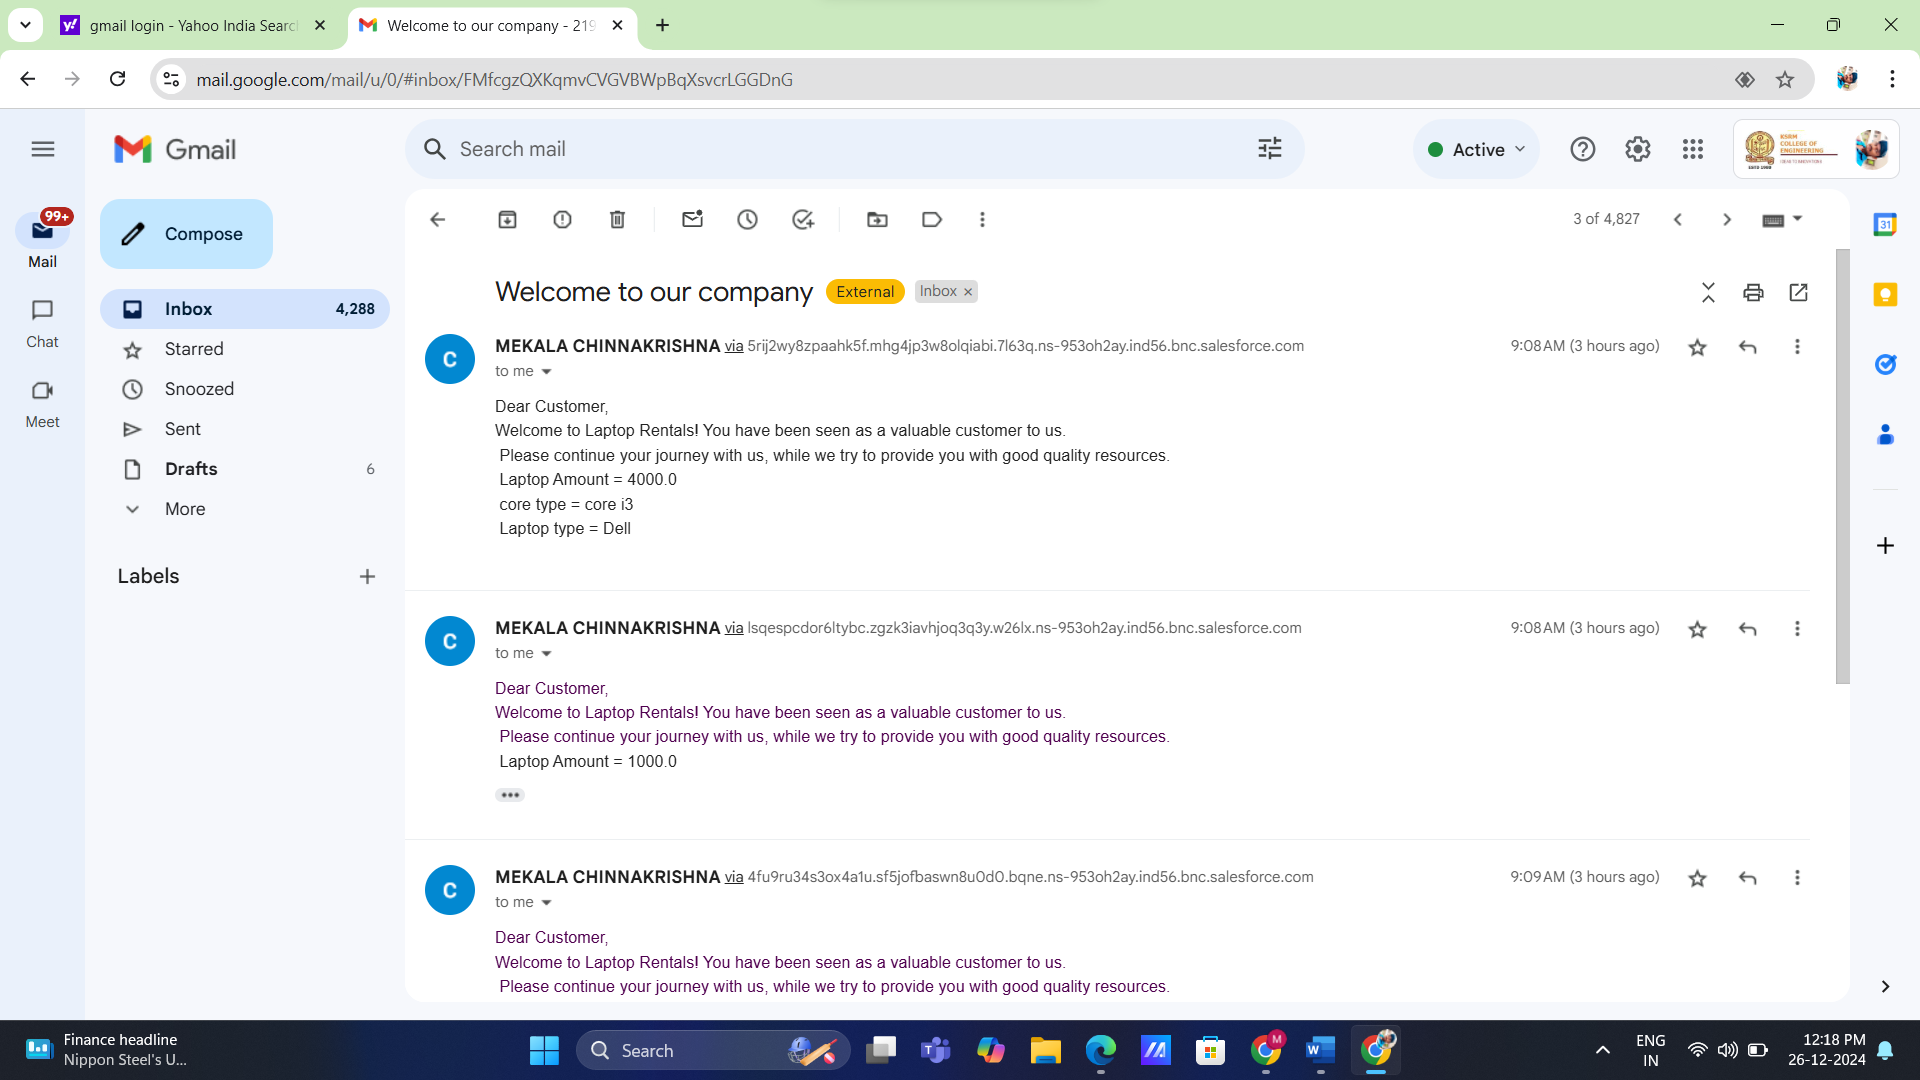 gmail login - Yahoo India Searc
Welcome to our company - 219
mail.google.com/mail/u/0/#inbox/FMfcgzQXKqmvCVGVBWpBqXsvcrLGGDnG
Gmail
Search mail
Active
KSRM
COLLEGE OF
ENGINEERING
99+
Mail
Chat
Meet
Compose
Inbox 4,288
Starred
Snoozed
Sent
Drafts 6
More
Labels
3 of 4,827
31
Welcome to our company External Inbox
C
MEKALA CHINNAKRISHNA via 5rij2wy8zpaahk5f.mhg4jp3w8olqiabi.7l63q.ns-953oh2ay.ind56.bnc.salesforce.com 9:08 AM (3 hours ago)
to me
Dear Customer,
Welcome to Laptop Rentals! You have been seen as a valuable customer to us.
Please continue your journey with us, while we try to provide you with good quality resources.
Laptop Amount = 4000.0
core type = core i3
Laptop type = Dell
C
MEKALA CHINNAKRISHNA via lsqespcdor6ltybc.zgzk3iavhjoq3q3y.w26lx.ns-953oh2ay.ind56.bnc.salesforce.com 9:08 AM (3 hours ago)
to me
Dear Customer,
Welcome to Laptop Rentals! You have been seen as a valuable customer to us.
Please continue your journey with us, while we try to provide you with good quality resources.
Laptop Amount = 1000.0
C
MEKALA CHINNAKRISHNA via 4fu9ru34s3ox4a1u.sf5jofbaswn8u0d0.bqne.ns-953oh2ay.ind56.bnc.salesforce.com 9:09 AM (3 hours ago)
to me
Dear Customer,
Welcome to Laptop Rentals! You have been seen as a valuable customer to us.
Please continue your journey with us, while we try to provide you with good quality resources.
Finance headline
Nippon Steel's U...
Search
M
ENG
IN
12:18 PM
26-12-2024